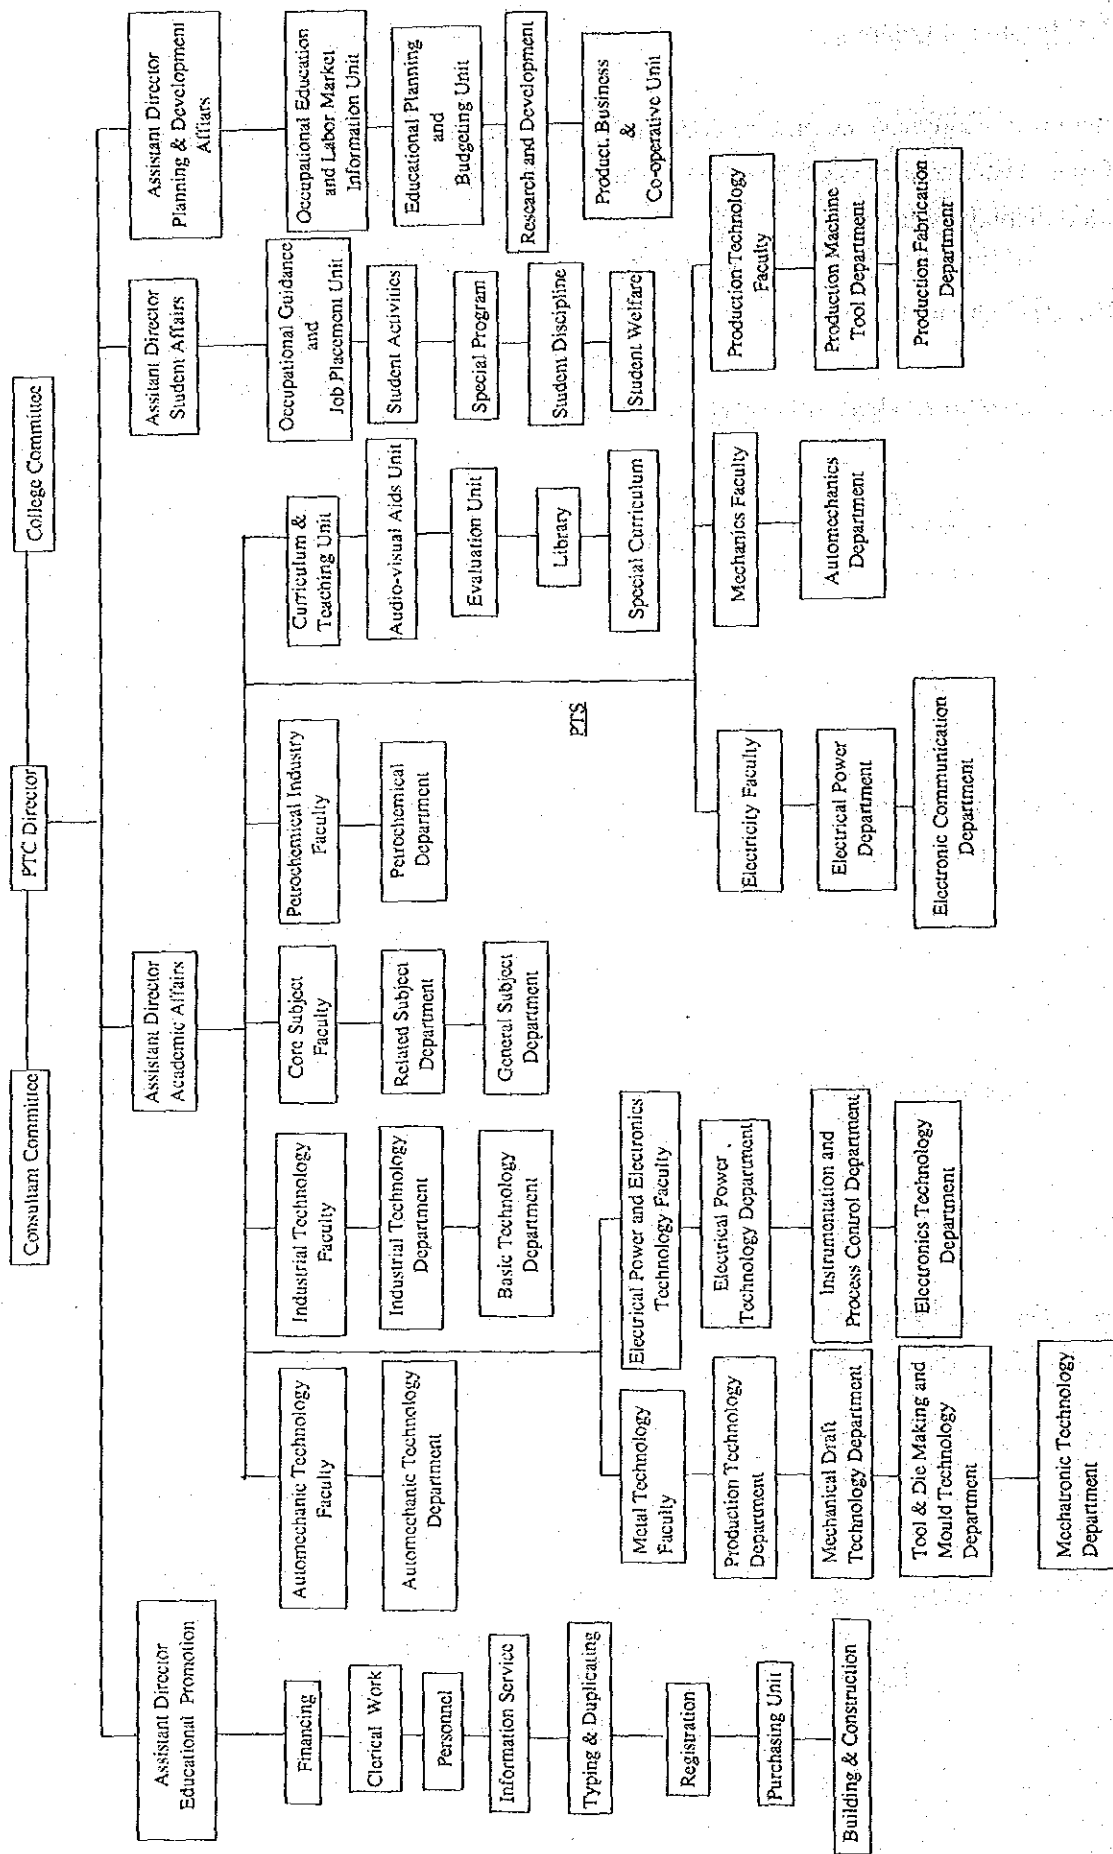 Consultant Committee
PTC Director
College Committee
Assistant Director
Educational Promotion
Assistant Director
Academic Affairs
Assitant Director
Student Affairs
Assistant Director
Planning & Development
Affiars
Financing
Clerical Work
Personnel
Information Service
Typing & Duplicating
Registration
Purchasing Unit
Building & Construction
Automechanic Technology
Faculty
Automechanic Technology
Department
Industrial Technology
Faculty
Industrial Technology
Department
Basic Technology
Department
Core Subject
Faculty
Related Subject
Department
General Subject
Department
Petrochemical Industry
Faculty
Petrochemical
Department
Curriculum &
Teaching Unit
Audio-visual Aids Unit
Evaluation Unit
Library
Special Curriculum
Occupational Guidance
and
Job Placement Unit
Student Activities
Special Program
Student Discipline
Student Welfare
Occupational Education
and Labor Market
Information Unit
Educational Planning
and
Budgeting Unit
Research and Development
Product, Business
&
Co-operative Unit
Metal Technology
Faculty
Production Technology
Department
Mechanical Draft
Technology Department
Tool & Die Making and
Mould Technology
Department
Mechatronic Technology
Department
Electrical Power and Electronics
Technology Faculty
Electrical Power
Technology Department
Instrumentation and
Process Control Department
Electronics Technology
Department
PTS
Electricity Faculty
Electrical Power
Department
Electronic Communication
Department
Mechanics Faculty
Automechanics
Department
Production Technology
Faculty
Production Machine
Tool Department
Production Fabrication
Department